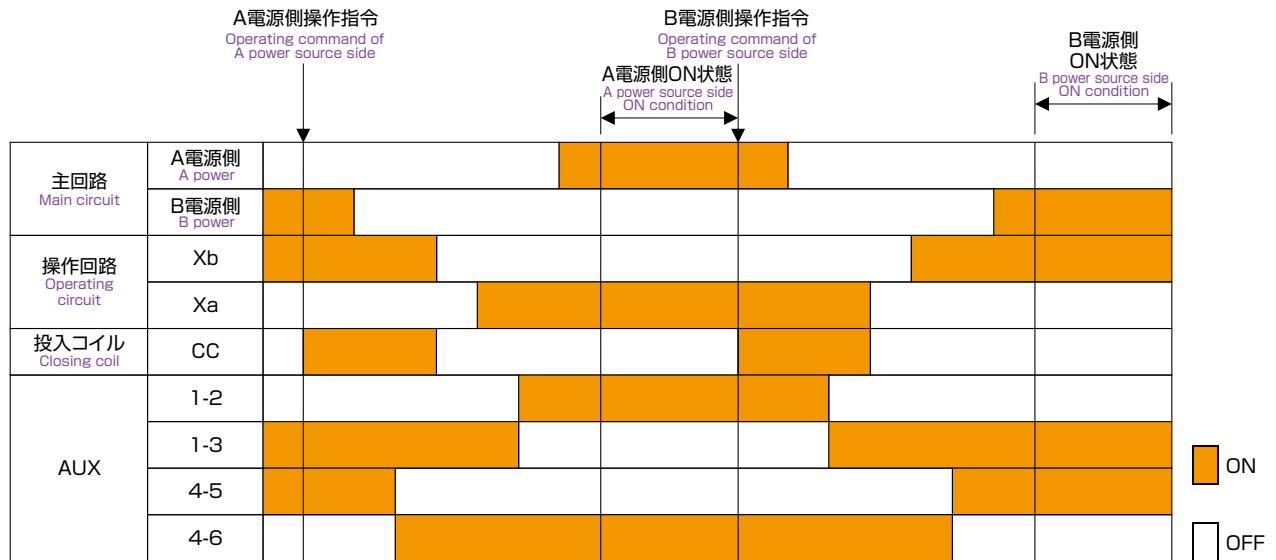 A電源側操作指令
Operating command of
A power source side
B電源側操作指令
Operating command of
B power source side
A電源側ON状態
A power source side
ON condition
B電源側
ON状態
B power source side
ON condition
主回路
Main circuit
A電源側
A power
B電源側
B power
操作回路
Operating
circuit
Xb
Xa
投入コイル
Closing coil
CC
AUX
1-2
1-3
4-5
4-6
ON
OFF